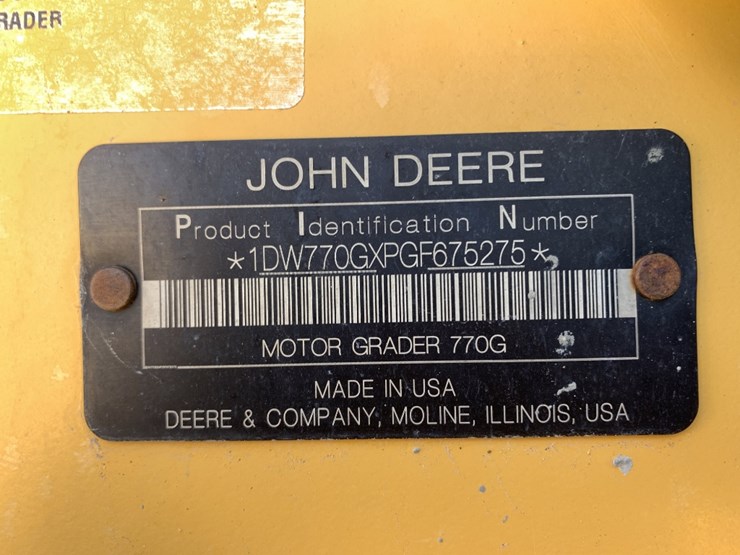 RADER
JOHN DEERE
Product Identification Number
*1DW770GXPGF675275*
MOTOR GRADER 770G
MADE IN USA
DEERE & COMPANY, MOLINE, ILLINOIS, USA